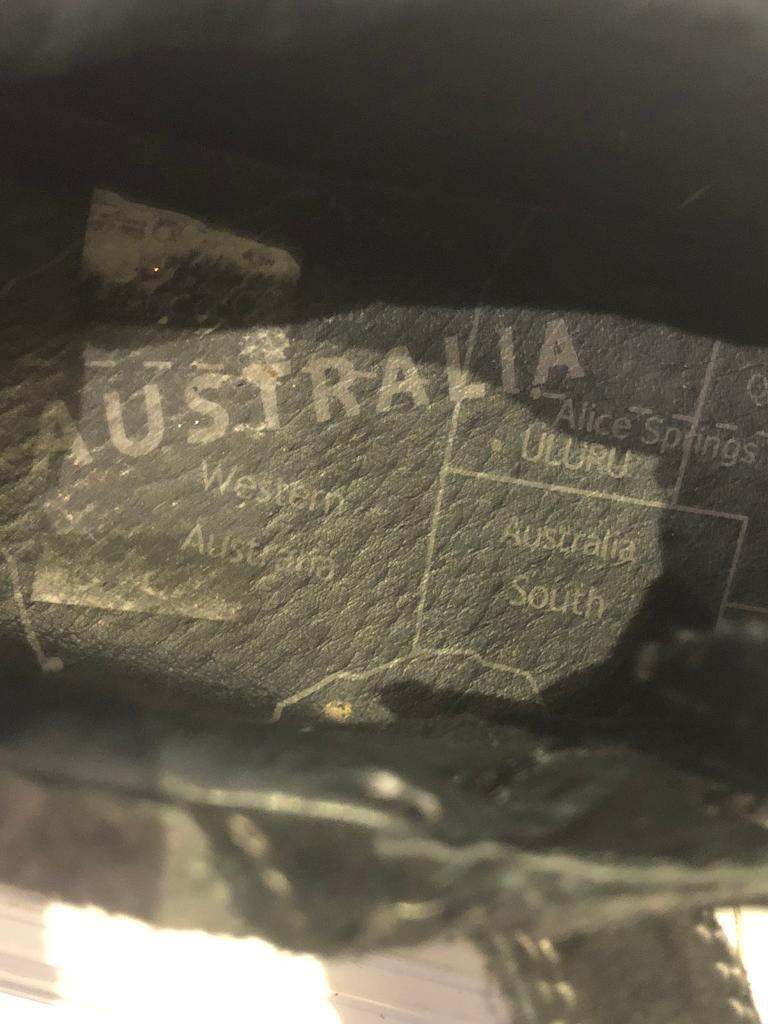 AUSTRALIA
Alice Springs
ULURU
Western
Australia
Australia
South